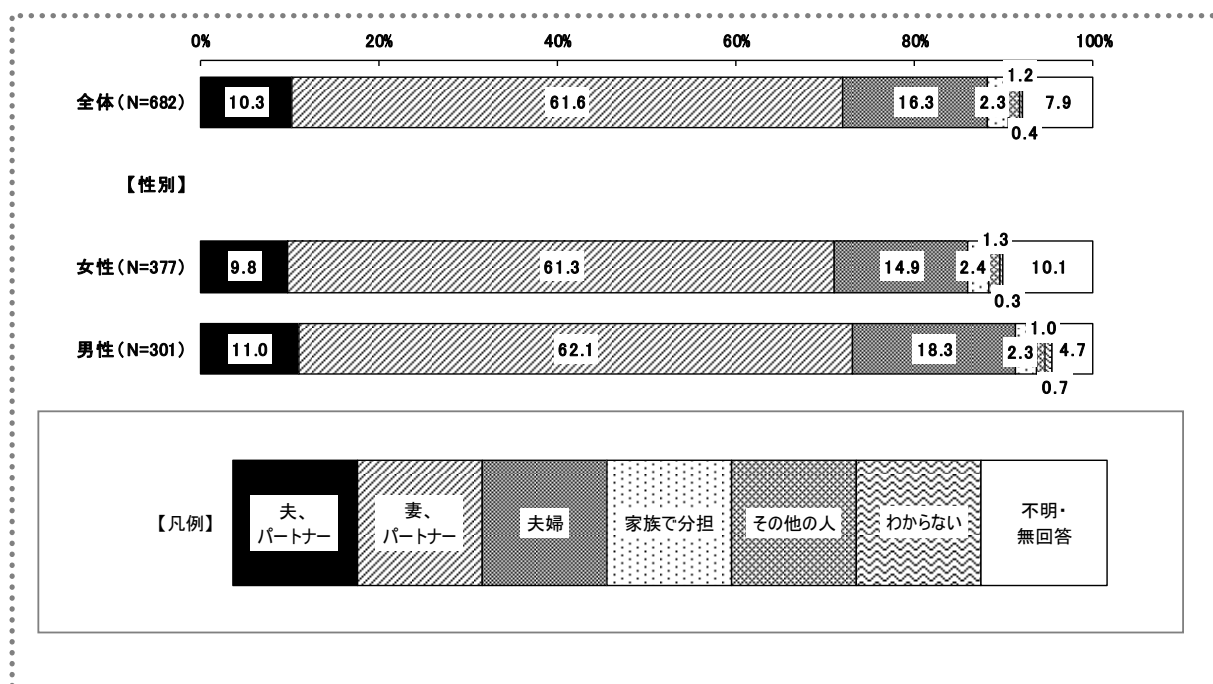 0% 20% 40% 60% 80% 100%
1.2
全体(N=682) 10.3 61.6 16.3 2.3 7.9
0.4
【性別】
1.3
女性(N=377) 9.8 61.3 14.9 2.4 10.1
0.3
1.0
男性(N=301) 11.0 62.1 18.3 2.3 4.7
0.7
【凡例】
夫、
パートナー
妻、
パートナー
夫婦
家族で分担
その他の人
わからない
不明・
無回答